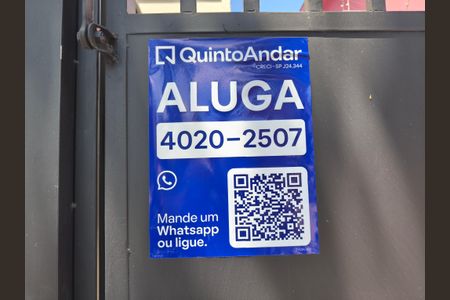 QuintoAndar
CRECI - SP J24.344
ALUGA
4020-2507
Mande um
Whatsapp
ou ligue.